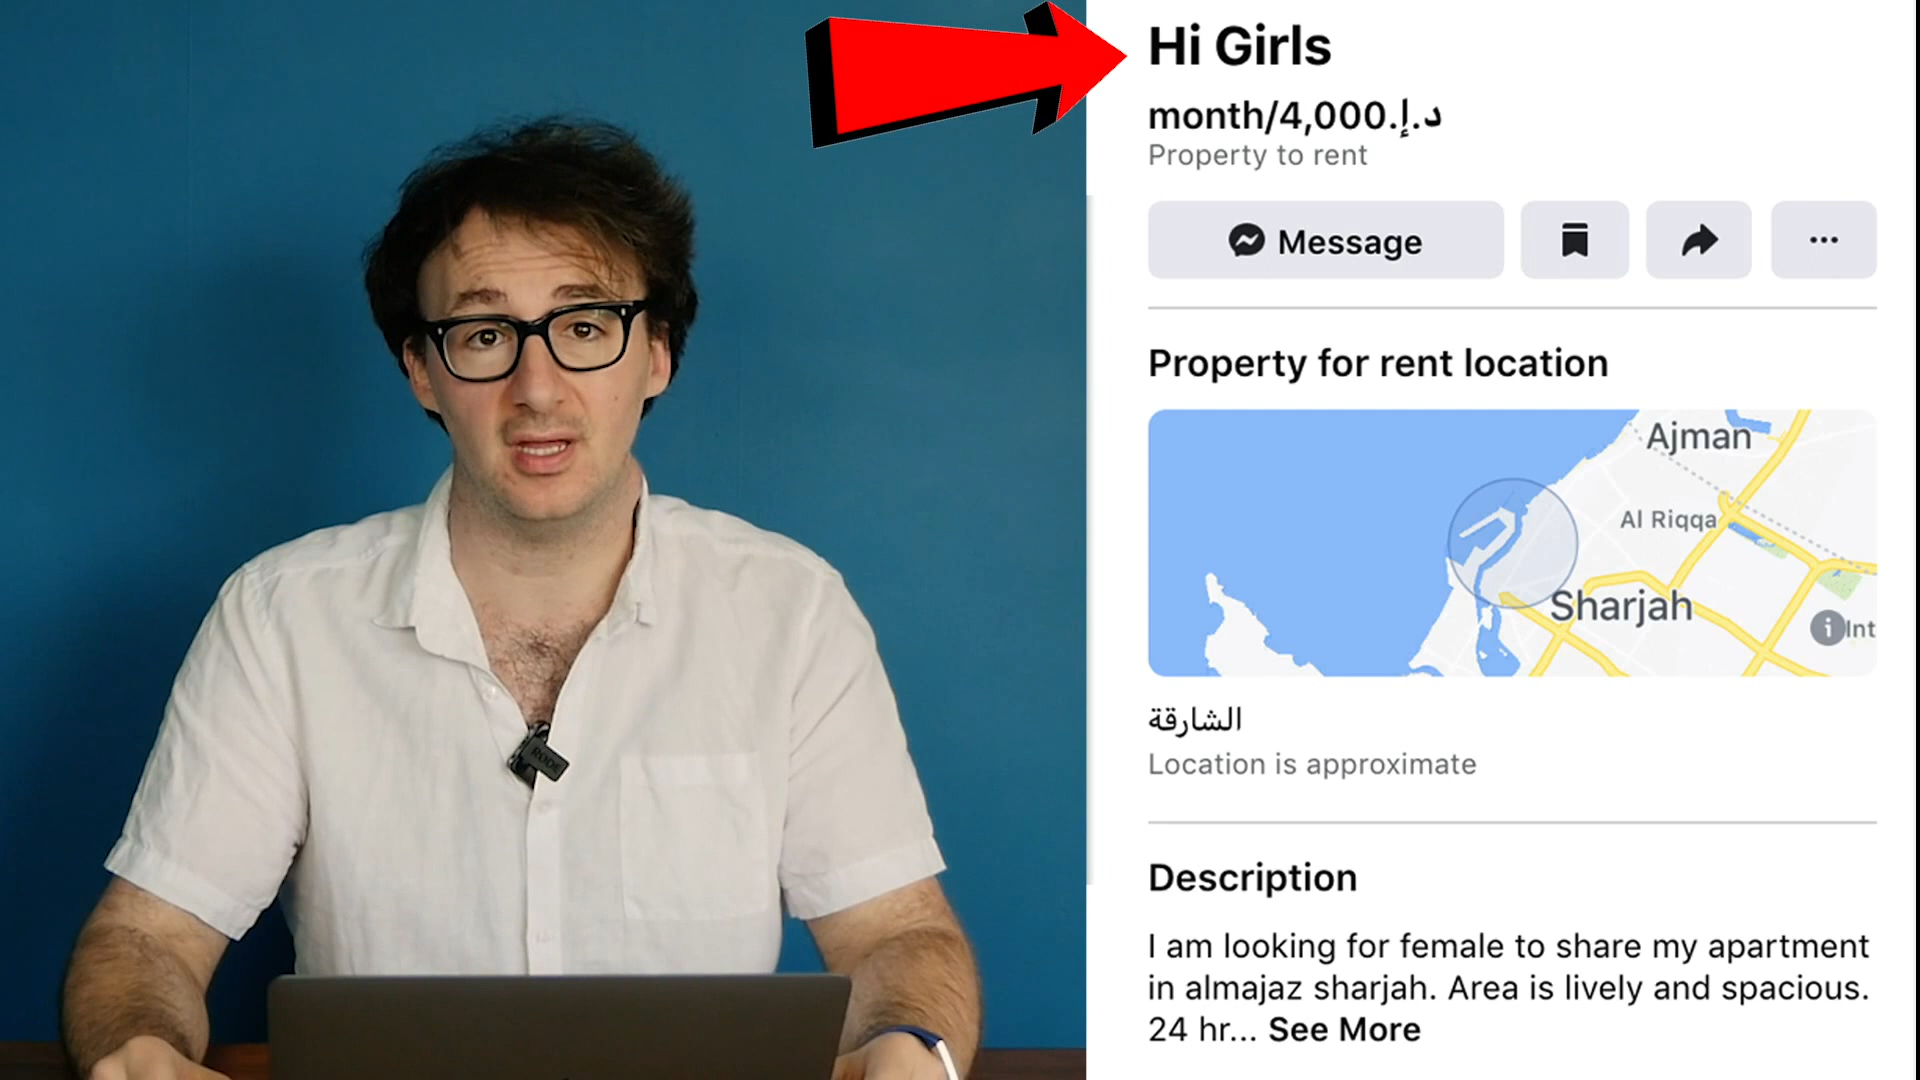 Hi Girls
month/4,000.د.إ
Property to rent
Message
Property for rent location
Ajman
Al Riqqa
Sharjah
Int
الشارقة
Location is approximate
Description
I am looking for female to share my apartment
in almajaz sharjah. Area is lively and spacious.
24 hr... See More
RODE